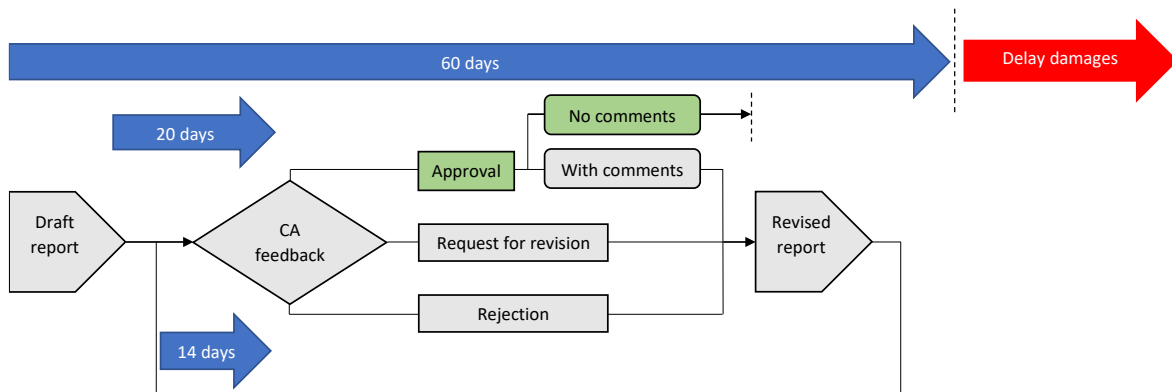 60 days
Delay damages
20 days
No comments
Approval
With comments
Draft
report
CA
feedback
Request for revision
Revised
report
Rejection
14 days